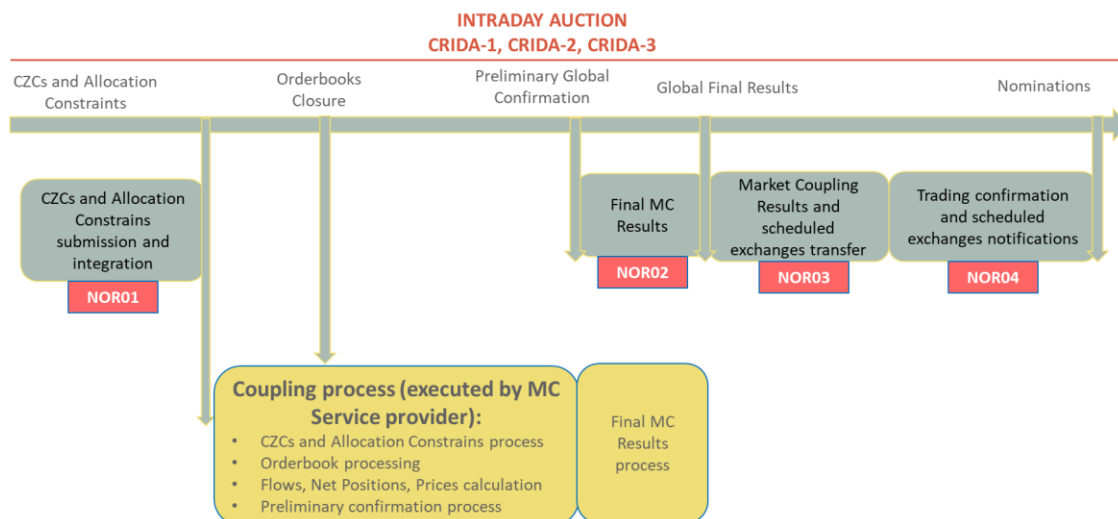 INTRADAY AUCTION
CRIDA-1, CRIDA-2, CRIDA-3
CZCs and Allocation
Constraints
Orderbooks
Closure
Preliminary Global
Confirmation
Global Final Results
Nominations
CZCs and Allocation
Constrains
submission and
integration
NOR01
Final MC
Results
NOR02
Market Coupling
Results and
scheduled
exchanges transfer
NOR03
Trading confirmation
and scheduled
exchanges notifications
NOR04
Coupling process (executed by MC
Service provider):
• CZCs and Allocation Constrains process
• Orderbook processing
• Flows, Net Positions, Prices calculation
• Preliminary confirmation process
Final MC
Results
process